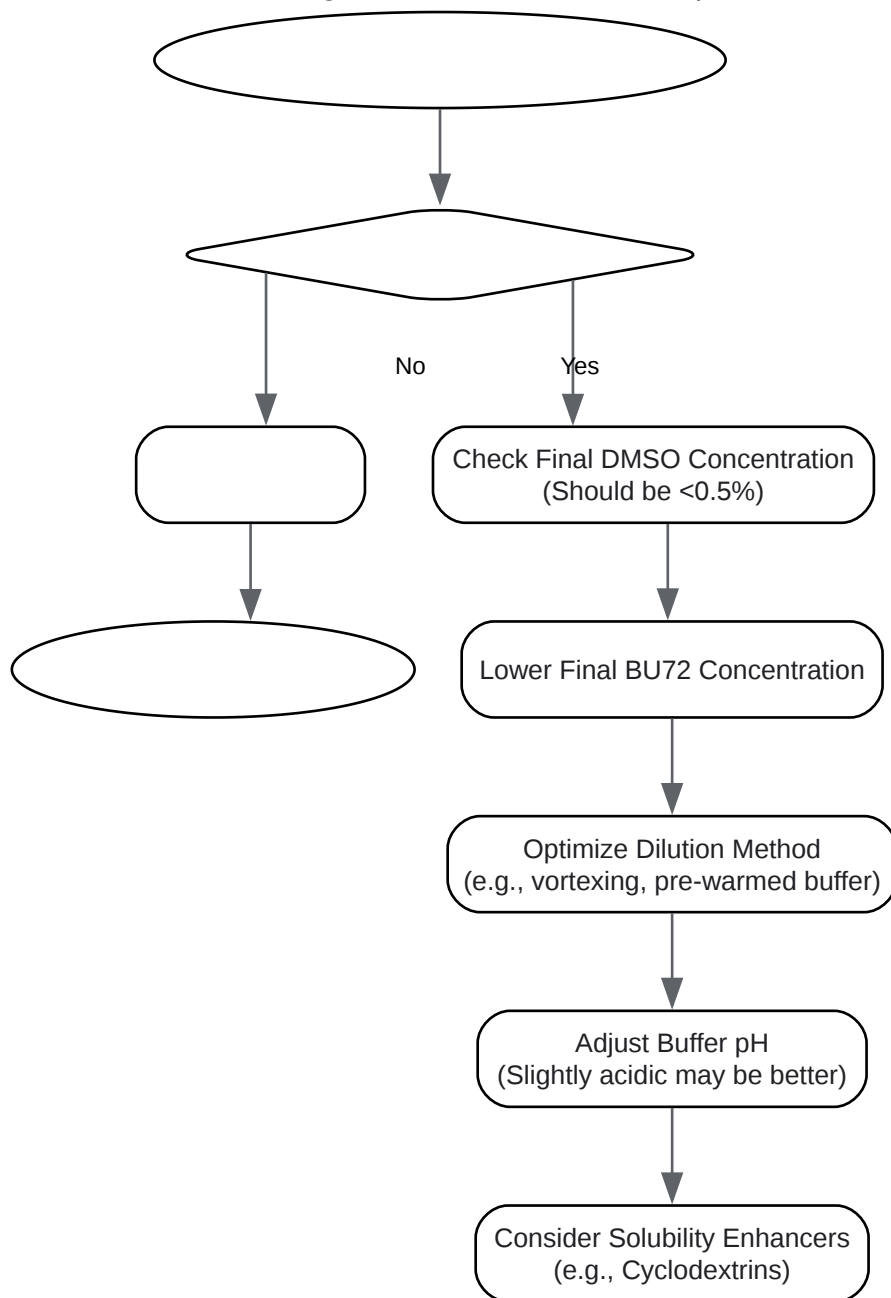 No
Yes
Check Final DMSO Concentration
(Should be <0.5%)
Lower Final BU72 Concentration
Optimize Dilution Method
(e.g., vortexing, pre-warmed buffer)
Adjust Buffer pH
(Slightly acidic may be better)
Consider Solubility Enhancers
(e.g., Cyclodextrins)